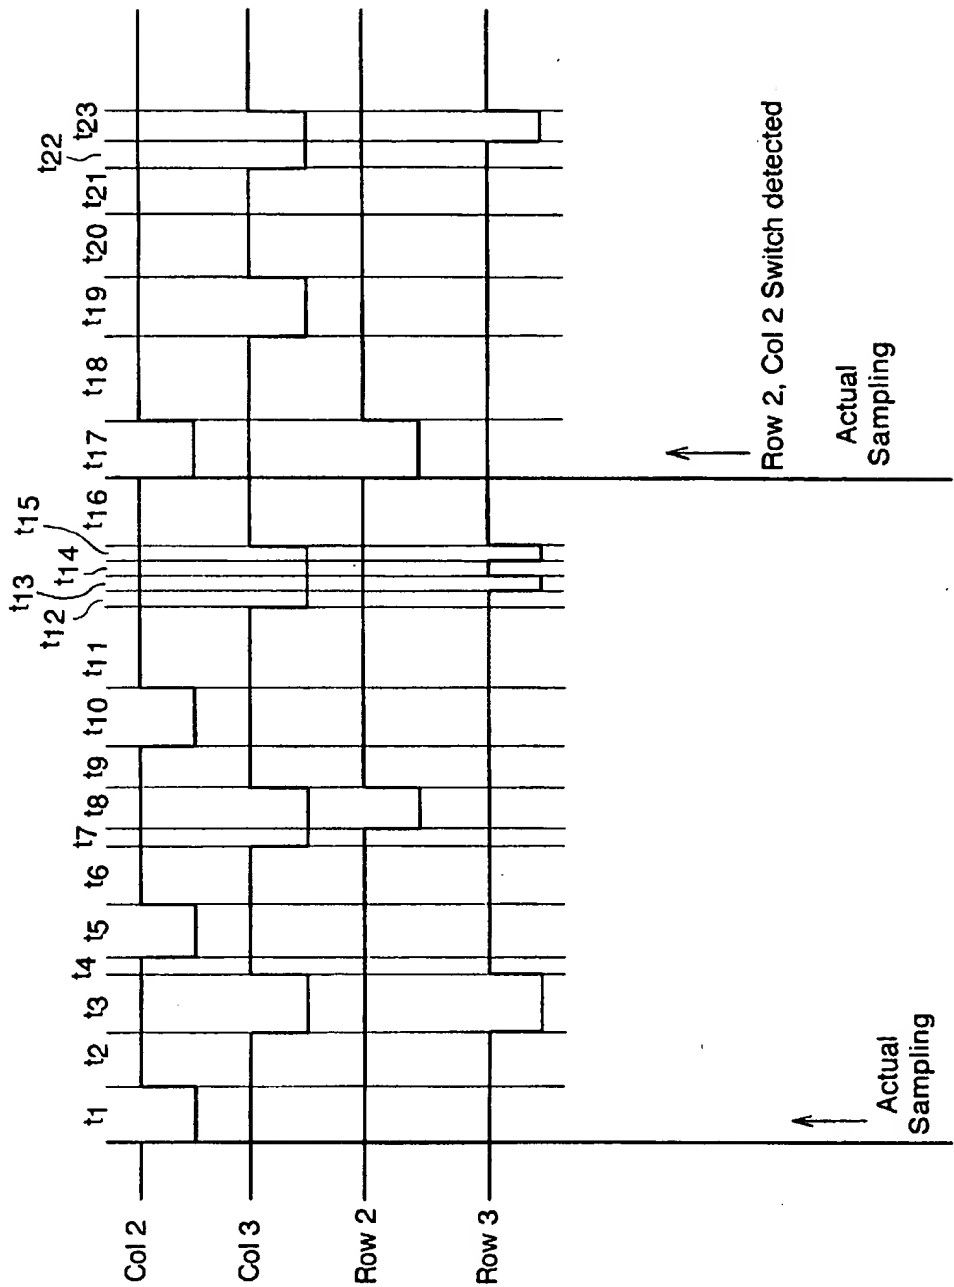 t1 t2 t3 t4 t5 t6 t7 t8 t9 t10 t11 t12 t13 t14 t15 t16 t17 t18 t19 t20 t21 t22 t23
Col 2
Col 3
Row 2
Row 3
Actual
Sampling
Row 2, Col 2 Switch detected
Actual
Sampling